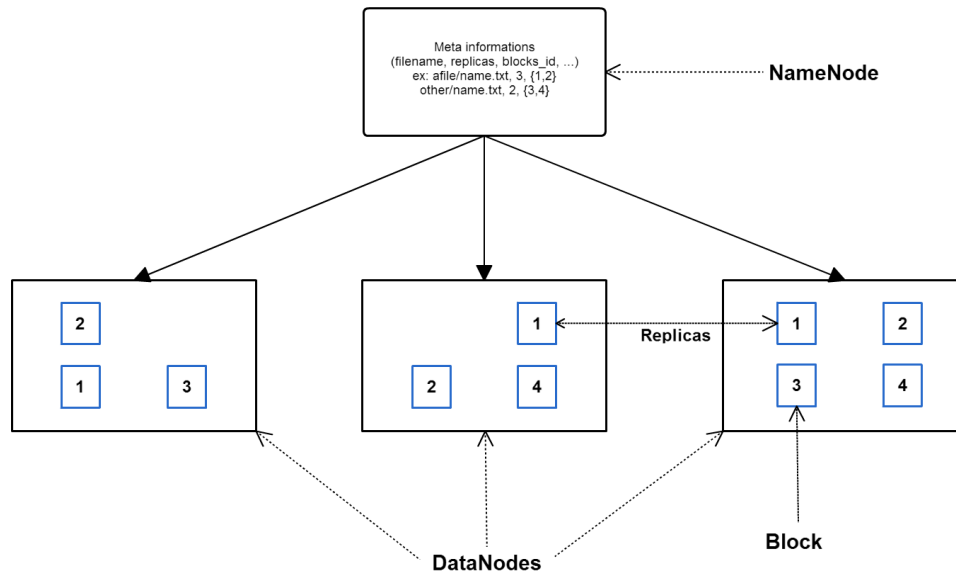 Meta informations
(filename, replicas, blocks_id, ...)
ex: afile/name.txt, 3, {1,2}
other/name.txt, 2, {3,4}
NameNode
2
1
3
1
2
4
Replicas
1
2
3
4
DataNodes
Block